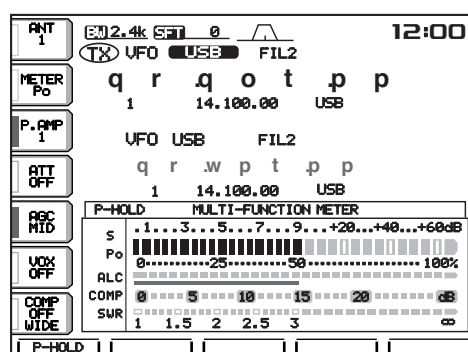 ANT
1
BW 2.4k SFT 0
12:00
TX VFO USB FIL2
METER
Po
q r .q o t .p p
1 14.100.00 USB
P.AMP
1
VFO USB FIL2
ATT
OFF
q r .w p t .p p
1 14.100.00 USB
AGC
MID
P-HOLD MULTI-FUNCTION METER
S .1...3...5...7...9...+20...+40...+60dB
Po 0..........25..........50.................... 100%
VOX
OFF
ALC
COMP
OFF
WIDE
COMP 0 5 10 15 20 dB
SWR
1 1.5 2 2.5 3 ∞
P-HOLD